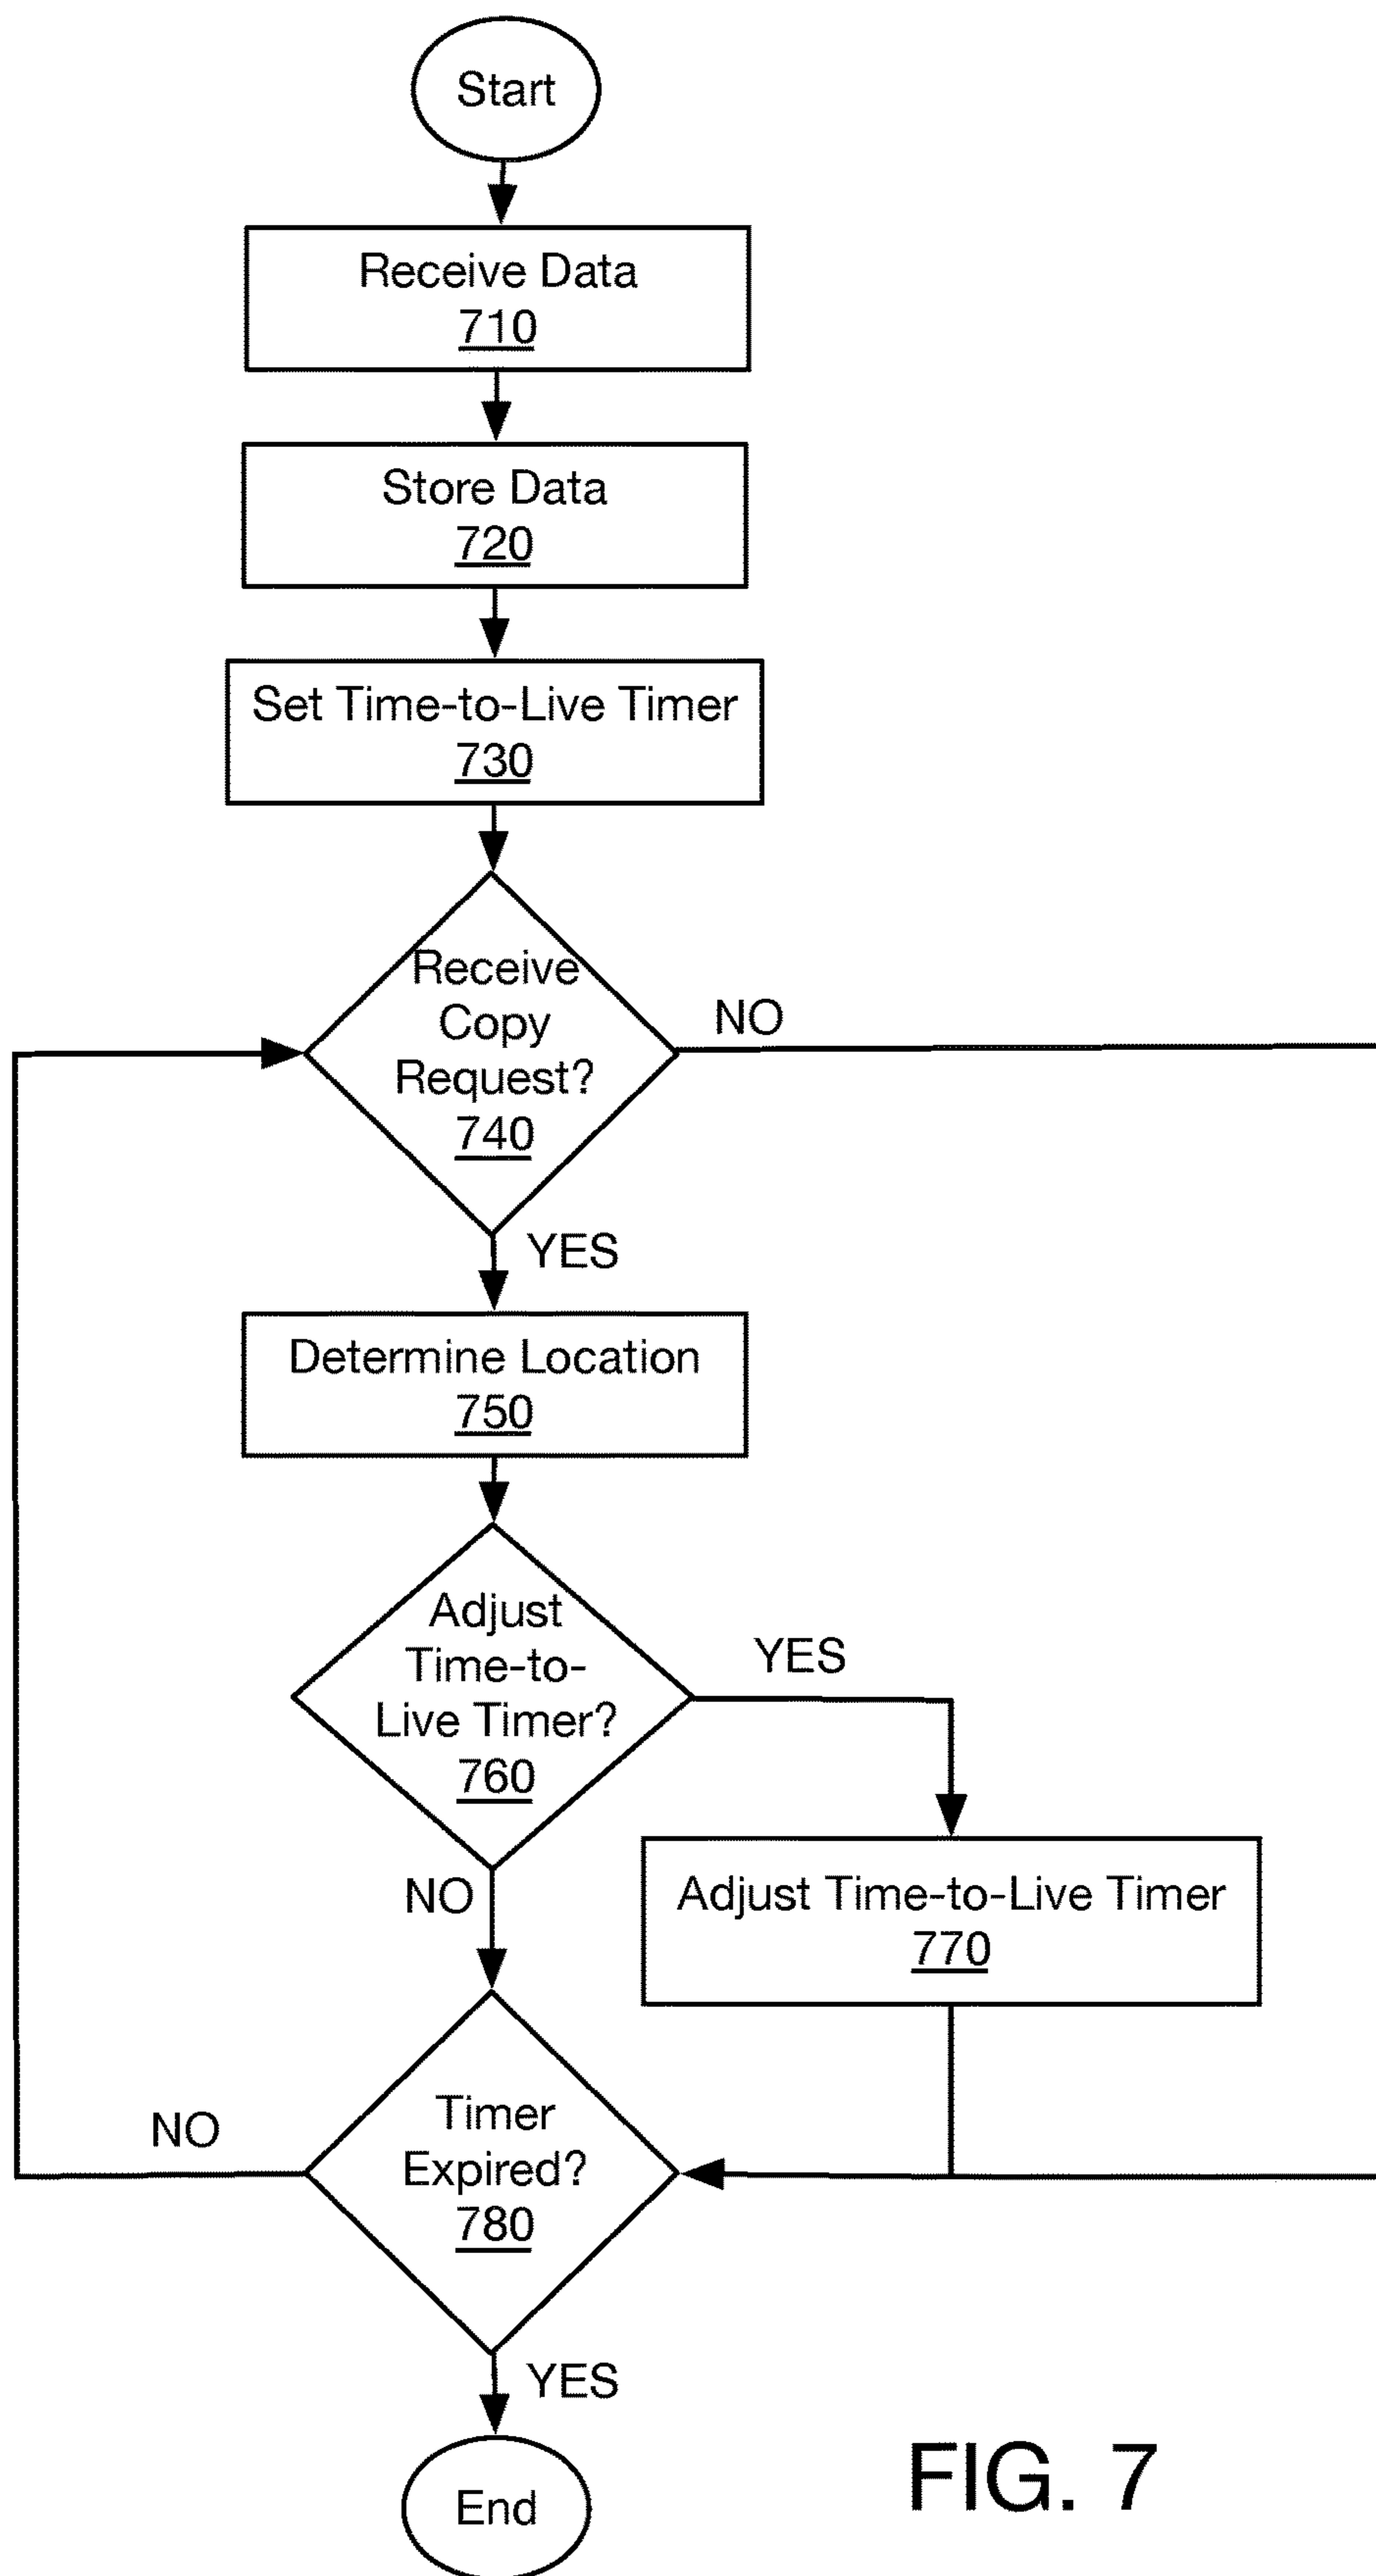 Start
Receive Data
710
Store Data
720
Set Time-to-Live Timer
730
Receive
Copy
Request?
740
NO
YES
Determine Location
750
Adjust
Time-to-
Live Timer?
760
YES
NO
Adjust Time-to-Live Timer
770
Timer
Expired?
780
NO
YES
End
FIG. 7